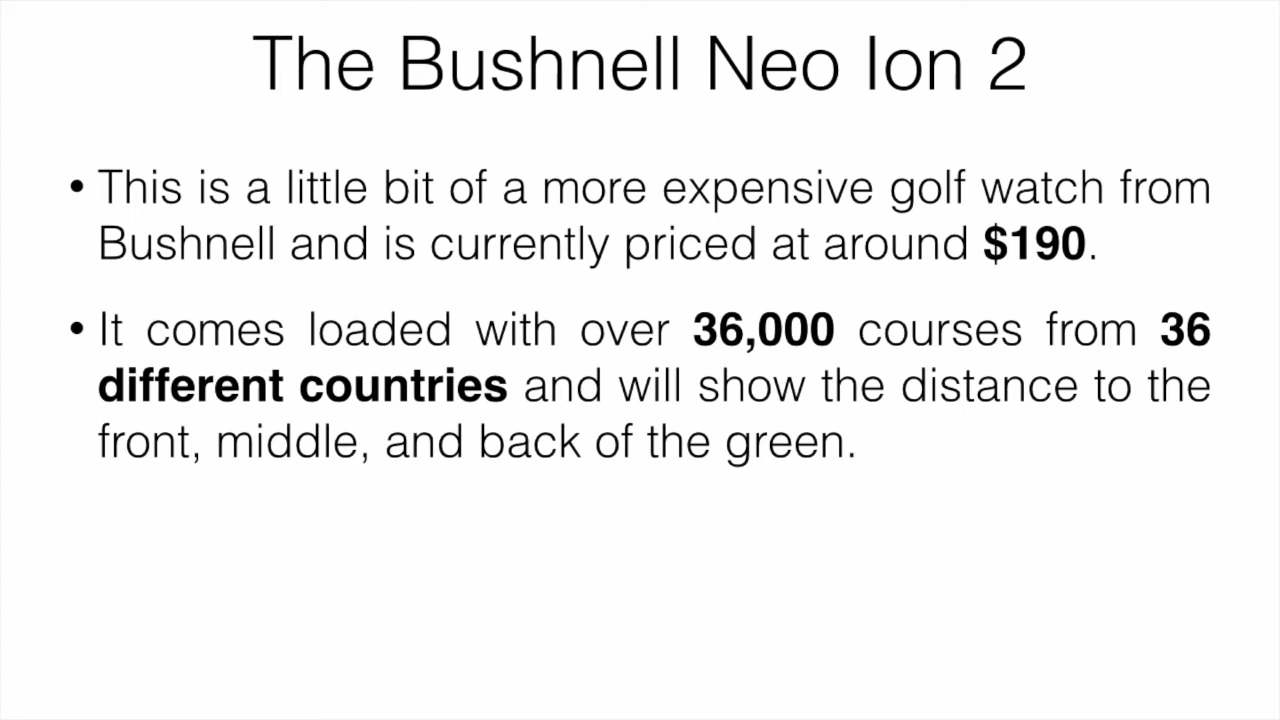 The Bushnell Neo Ion 2
• This is a little bit of a more expensive golf watch from
Bushnell and is currently priced at around $190.
• It comes loaded with over 36,000 courses from 36
different countries and will show the distance to the
front, middle, and back of the green.